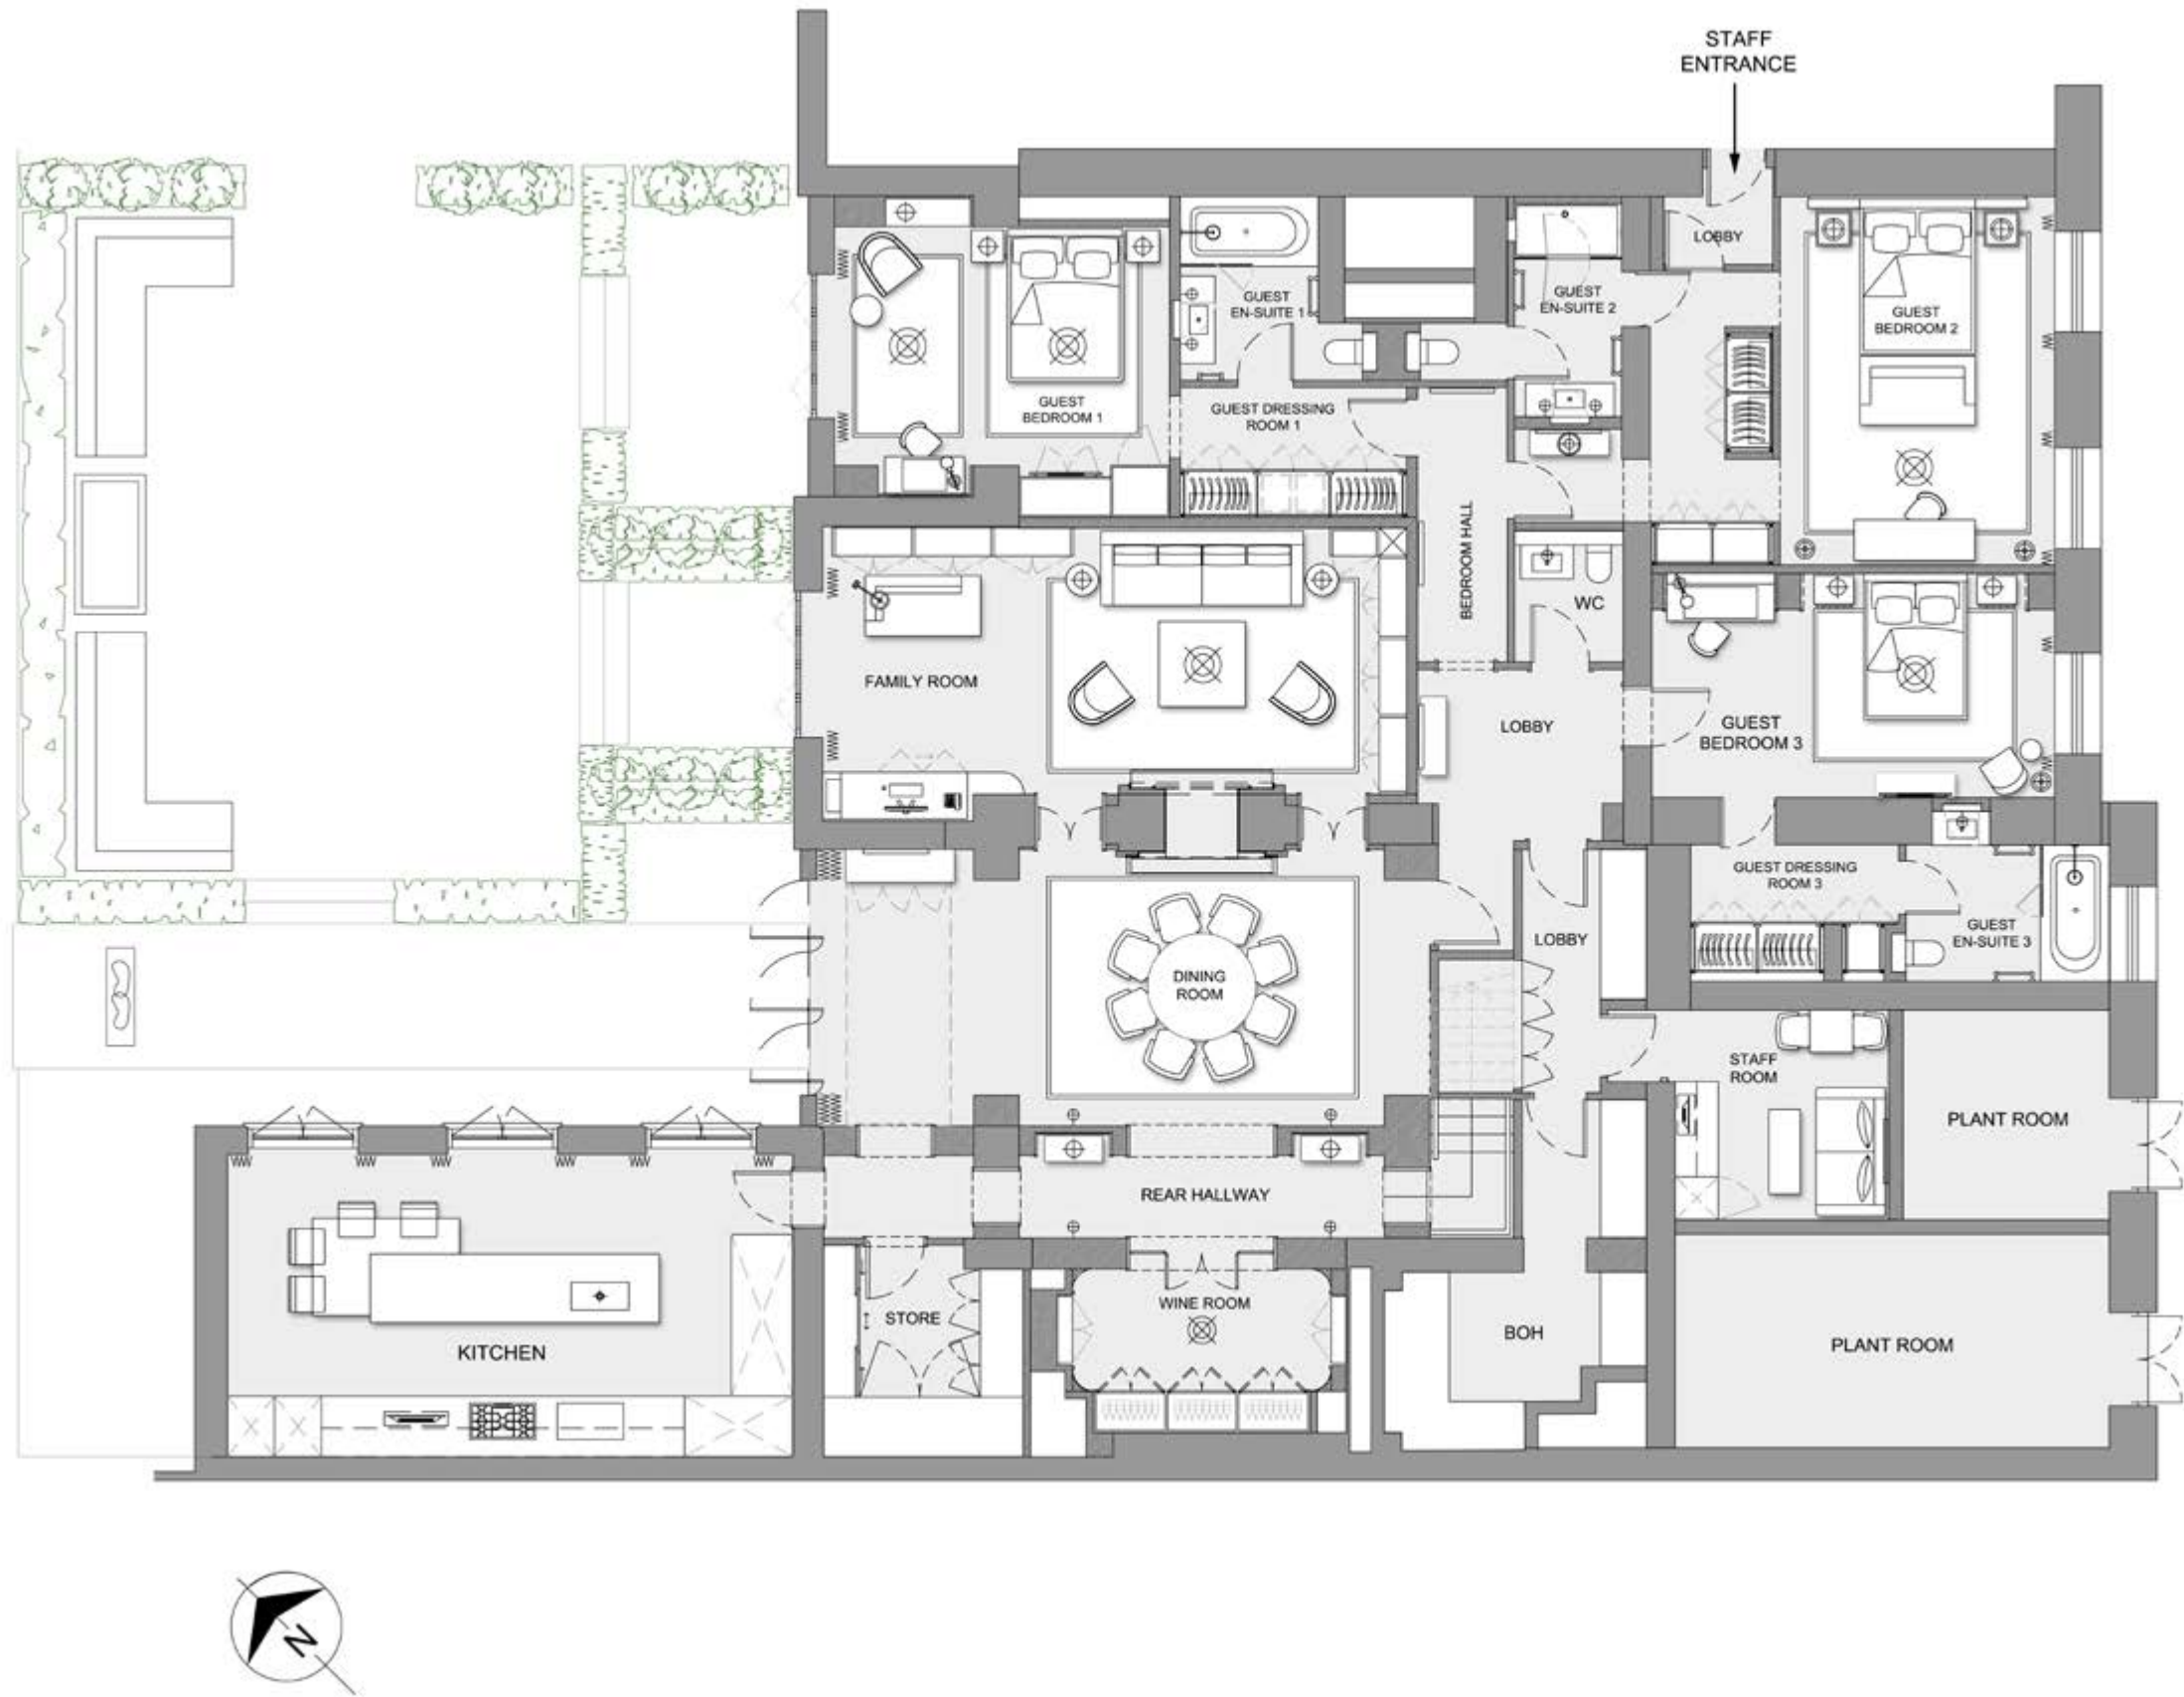 STAFF
ENTRANCE
LOBBY
GUEST
EN-SUITE 1
GUEST
EN-SUITE 2
GUEST
BEDROOM 2
GUEST
BEDROOM 1
GUEST DRESSING
ROOM 1
BEDROOM HALL
WC
FAMILY ROOM
LOBBY
GUEST
BEDROOM 3
GUEST DRESSING
ROOM 3
GUEST
EN-SUITE 3
LOBBY
DINING
ROOM
STAFF
ROOM
PLANT ROOM
REAR HALLWAY
WINE ROOM
STORE
BOH
PLANT ROOM
KITCHEN
N